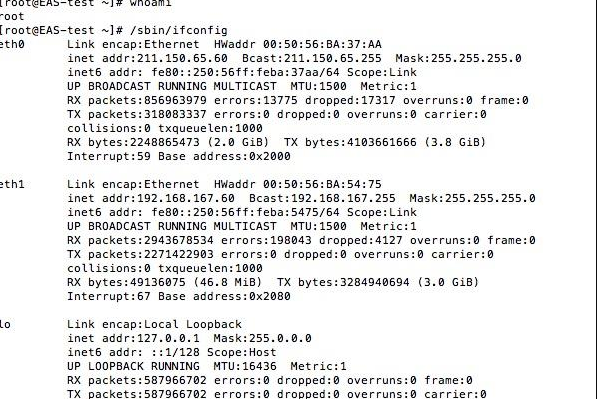 [root@EAS-test ~]# whoami
root
[root@EAS-test ~]# /sbin/ifconfig
eth0 Link encap:Ethernet HWaddr 00:50:56:BA:37:AA
inet addr:211.150.65.60 Bcast:211.150.65.255 Mask:255.255.255.0
inet6 addr: fe80::250:56ff:feba:37aa/64 Scope:Link
UP BROADCAST RUNNING MULTICAST MTU:1500 Metric:1
RX packets:856963979 errors:13775 dropped:17317 overruns:0 frame:0
TX packets:318083337 errors:0 dropped:0 overruns:0 carrier:0
collisions:0 txqueuelen:1000
RX bytes:2248865473 (2.0 GiB) TX bytes:4103661666 (3.8 GiB)
Interrupt:59 Base address:0x2000
eth1 Link encap:Ethernet HWaddr 00:50:56:BA:54:75
inet addr:192.168.167.60 Bcast:192.168.167.255 Mask:255.255.255.0
inet6 addr: fe80::250:56ff:feba:5475/64 Scope:Link
UP BROADCAST RUNNING MULTICAST MTU:1500 Metric:1
RX packets:2943678534 errors:198043 dropped:4127 overruns:0 frame:0
TX packets:2271422903 errors:0 dropped:0 overruns:0 carrier:0
collisions:0 txqueuelen:1000
RX bytes:49136075 (46.8 MiB) TX bytes:3284940694 (3.0 GiB)
Interrupt:67 Base address:0x2080
lo Link encap:Local Loopback
inet addr:127.0.0.1 Mask:255.0.0.0
inet6 addr: ::1/128 Scope:Host
UP LOOPBACK RUNNING MTU:16436 Metric:1
RX packets:587966702 errors:0 dropped:0 overruns:0 frame:0
TX packets:587966702 errors:0 dropped:0 overruns:0 carrier:0